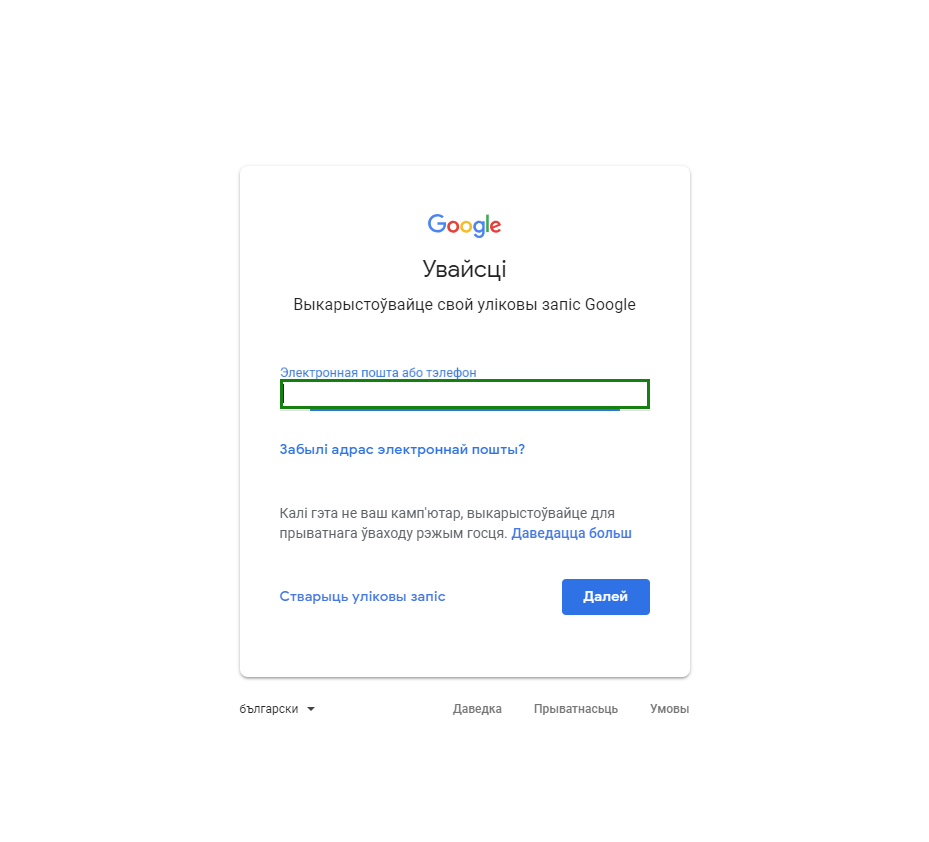 Google
Увайсці
Выкарыстоўвайце свой уліковы запіс Google
Электронная пошта або тэлефон
Забылі адрас электроннай пошты?
Калі гэта не ваш камп'ютар, выкарыстоўвайце для
прыватнага ўваходу рэжым госця. Даведацца больш
Стварыць уліковы запіс
Далей
български
Даведка
Прыватнасьць
Умовы